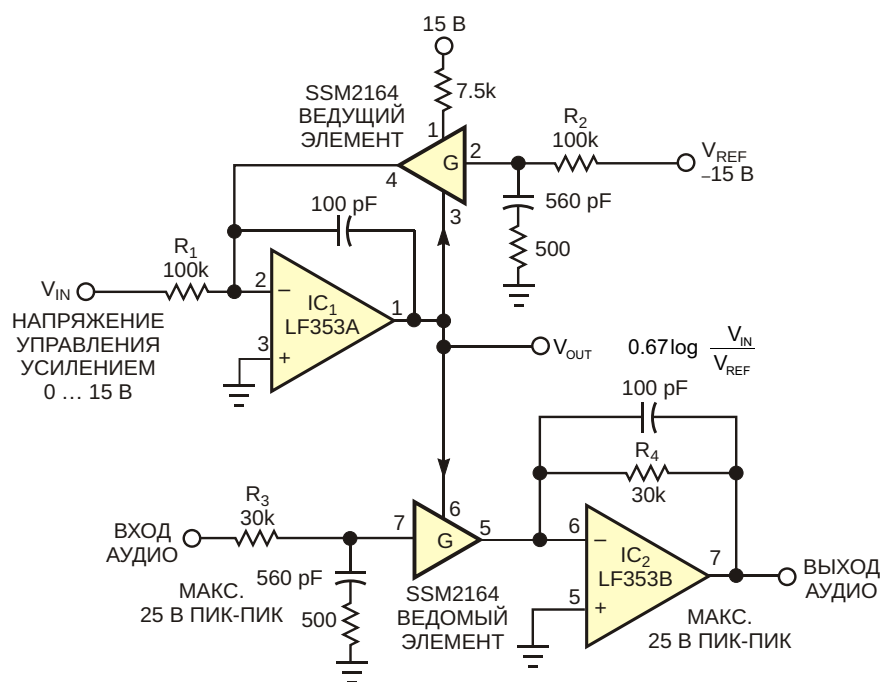 15 В
7.5k
SSM2164
ВЕДУЩИЙ
ЭЛЕМЕНТ
1
G
2
4
3
R2
100k
VREF
–15 В
560 pF
500
100 pF
R1
100k
VIN
НАПРЯЖЕНИЕ
УПРАВЛЕНИЯ
УСИЛЕНИЕМ
0 ... 15 В
2
–
IC1
LF353A
1
3
+
VOUT
0.67log VIN
VREF
100 pF
R4
30k
ВХОД
АУДИО
R3
30k
7
6
G
5
560 pF
500
МАКС.
25 В ПИК-ПИК
SSM2164
ВЕДОМЫЙ
ЭЛЕМЕНТ
6
–
IC2
LF353B
7
5
+
ВЫХОД
АУДИО
МАКС.
25 В ПИК-ПИК